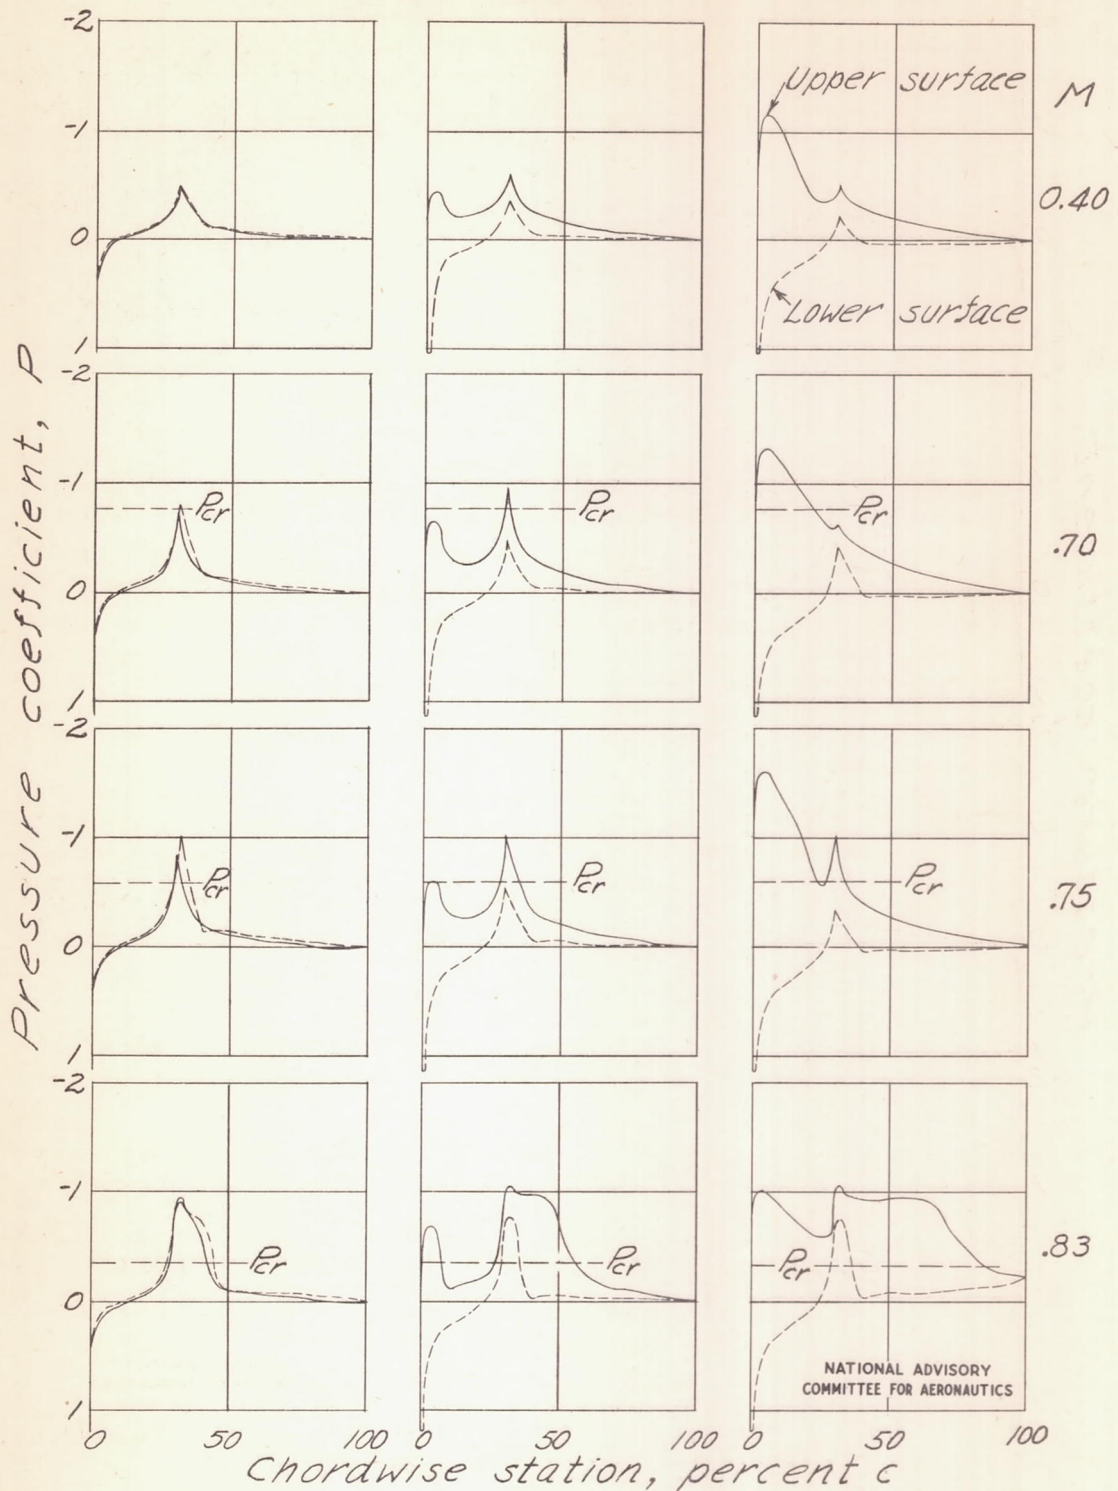 -2
-1
0
1
Upper surface
Lower surface
M
0.40
-2
-1
0
1
Pcr
Pcr
Pcr
.70
-2
-1
0
1
Pcr
Pcr
Pcr
.75
-2
-1
0
1
Pcr
Pcr
Pcr
.83
NATIONAL ADVISORY
COMMITTEE FOR AERONAUTICS
0 50 100 0 50 100 0 50 100
Chordwise station, percent c
Pressure coefficient, P